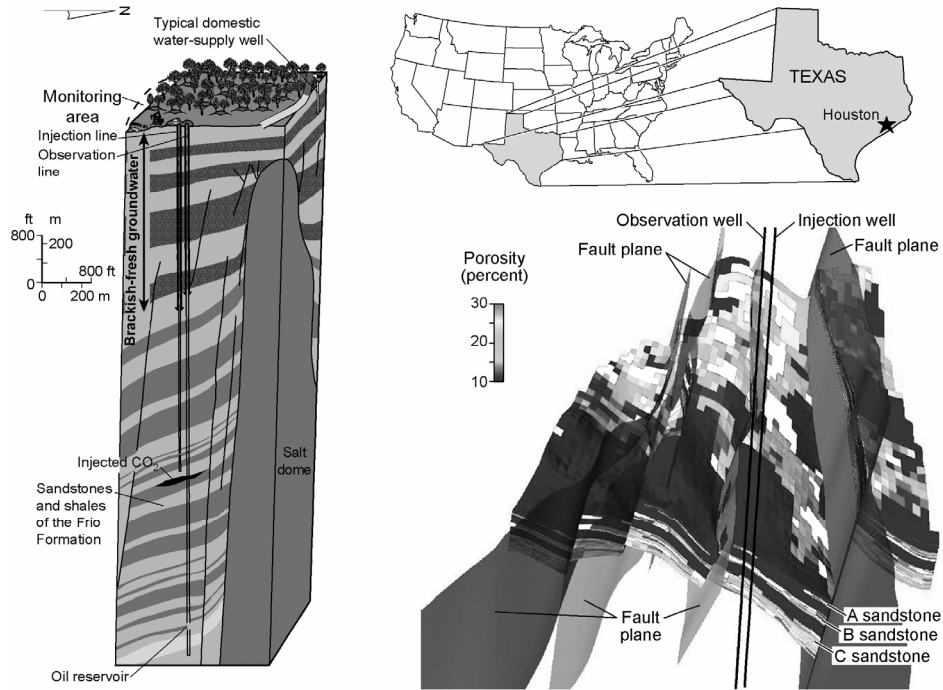 N
Typical domestic
water-supply well
Monitoring
area
Injection line
Observation
line
Brackish-fresh groundwater
ft m
800
200
800 ft
0
0 200 m
Injected CO2
Sandstones
and shales
of the Frio
Formation
Salt
dome
Oil reservoir
TEXAS
Houston
Observation well
Injection well
Fault plane
Fault plane
Porosity
(percent)
30
20
10
Fault
plane
A sandstone
B sandstone
C sandstone